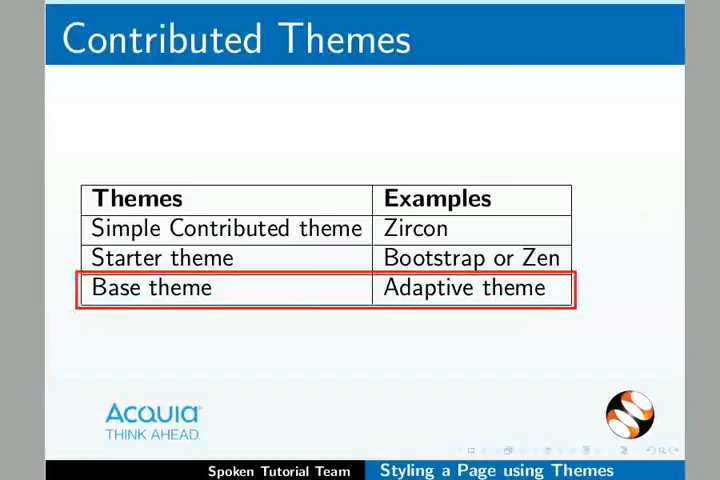 Contributed Themes
Themes Examples
Simple Contributed theme Zircon
Starter theme Bootstrap or Zen
Base theme Adaptive theme
ACQUIA
THINK AHEAD
Spoken Tutorial Team Styling a Page using Themes